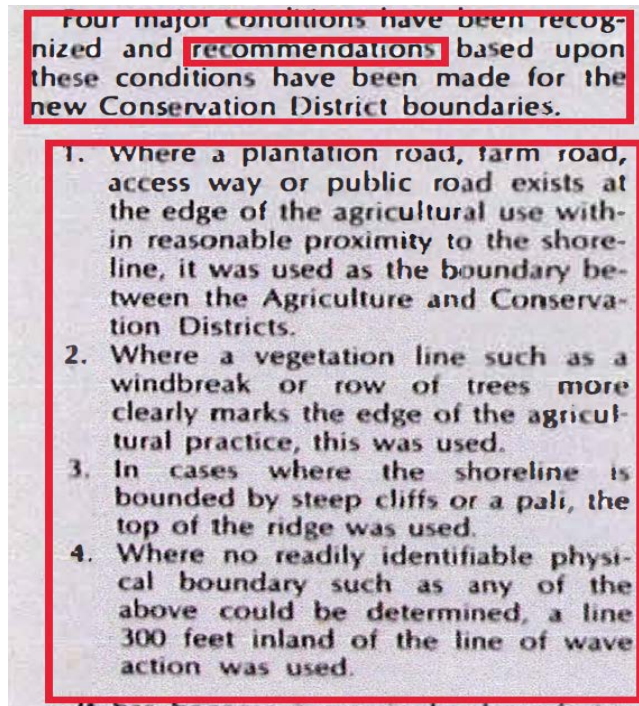 Four major conditions have been recog-
nized and recommendations based upon
these conditions have been made for the
new Conservation District boundaries.
1. Where a plantation road, farm road,
access way or public road exists at
the edge of the agricultural use with-
in reasonable proximity to the shore-
line, it was used as the boundary be-
tween the Agriculture and Conserva-
tion Districts.
2. Where a vegetation line such as a
windbreak or row of trees more
clearly marks the edge of the agricul-
tural practice, this was used.
3. In cases where the shoreline is
bounded by steep cliffs or a pali, the
top of the ridge was used.
4. Where no readily identifiable physi-
cal boundary such as any of the
above could be determined, a line
300 feet inland of the line of wave
action was used.